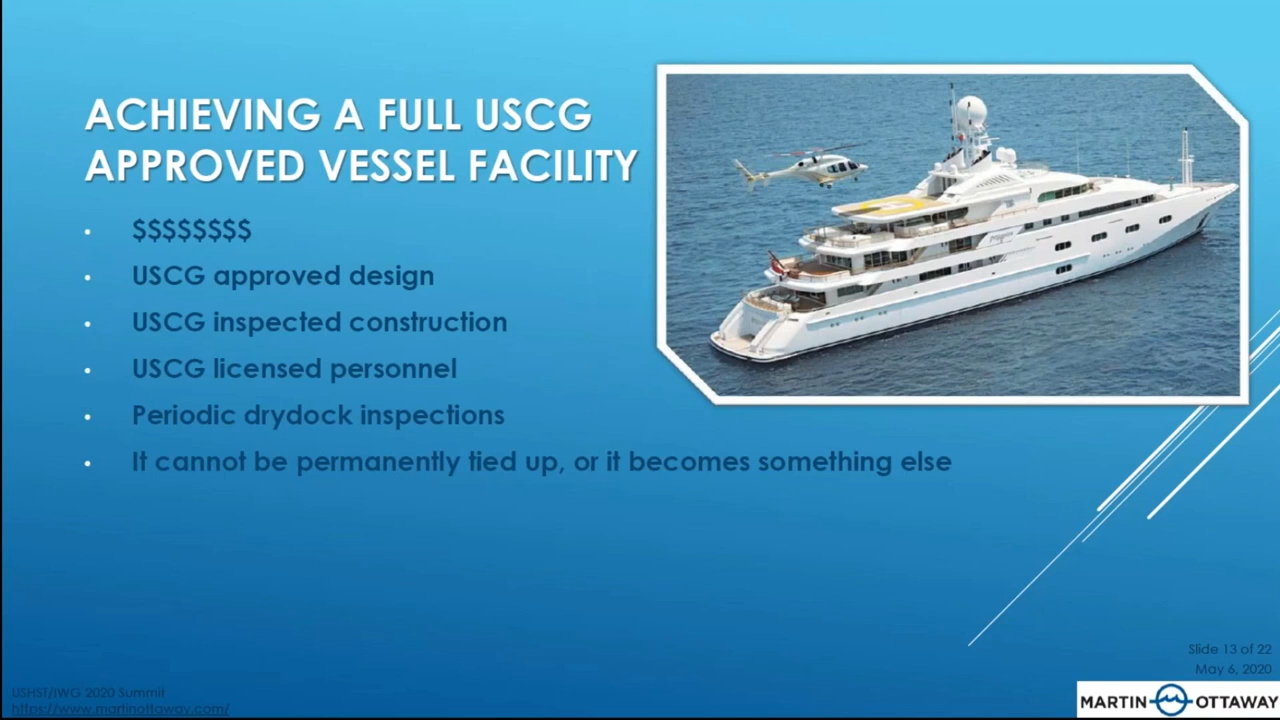 ACHIEVING A FULL USCG
APPROVED VESSEL FACILITY
• $$$$$$$$
• USCG approved design
• USCG inspected construction
• USCG licensed personnel
• Periodic drydock inspections
• It cannot be permanently tied up, or it becomes something else
Slide 13 of 22
May 6, 2020
USHST/IWG 2020 Summit
https://www.martinottaway.com/
MARTIN OTTAWAY